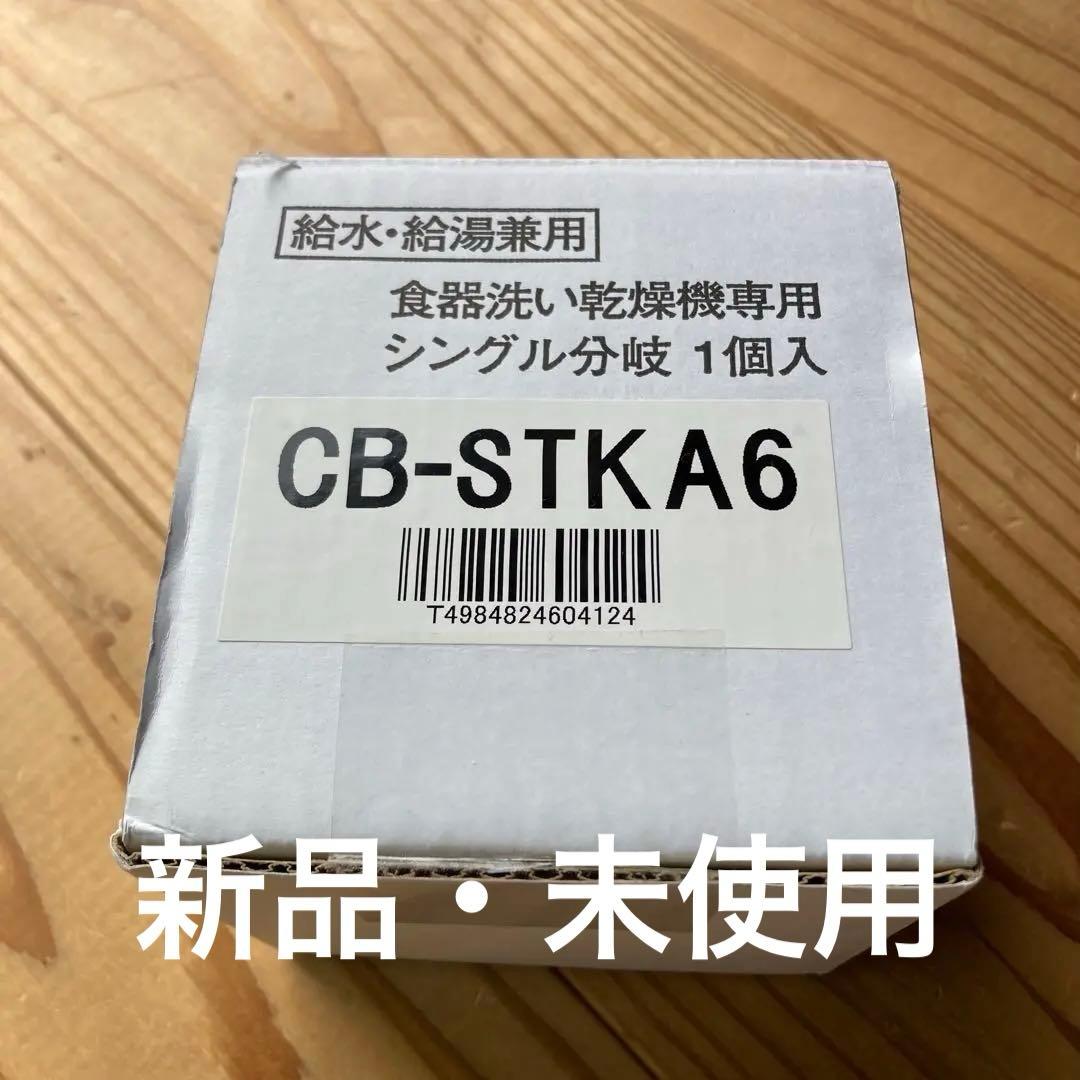 給水・給湯兼用
食器洗い乾燥機専用
シングル分岐 1個入
CB-STKA6
T4984824604124
新品・未使用